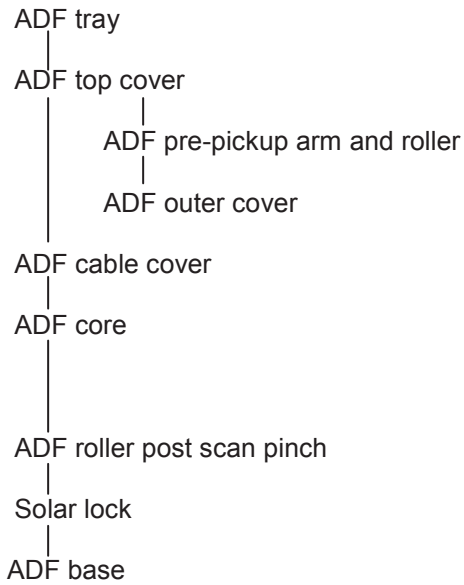 ADF tray
ADF top cover
ADF pre-pickup arm and roller
ADF outer cover
ADF cable cover
ADF core
ADF roller post scan pinch
Solar lock
ADF base